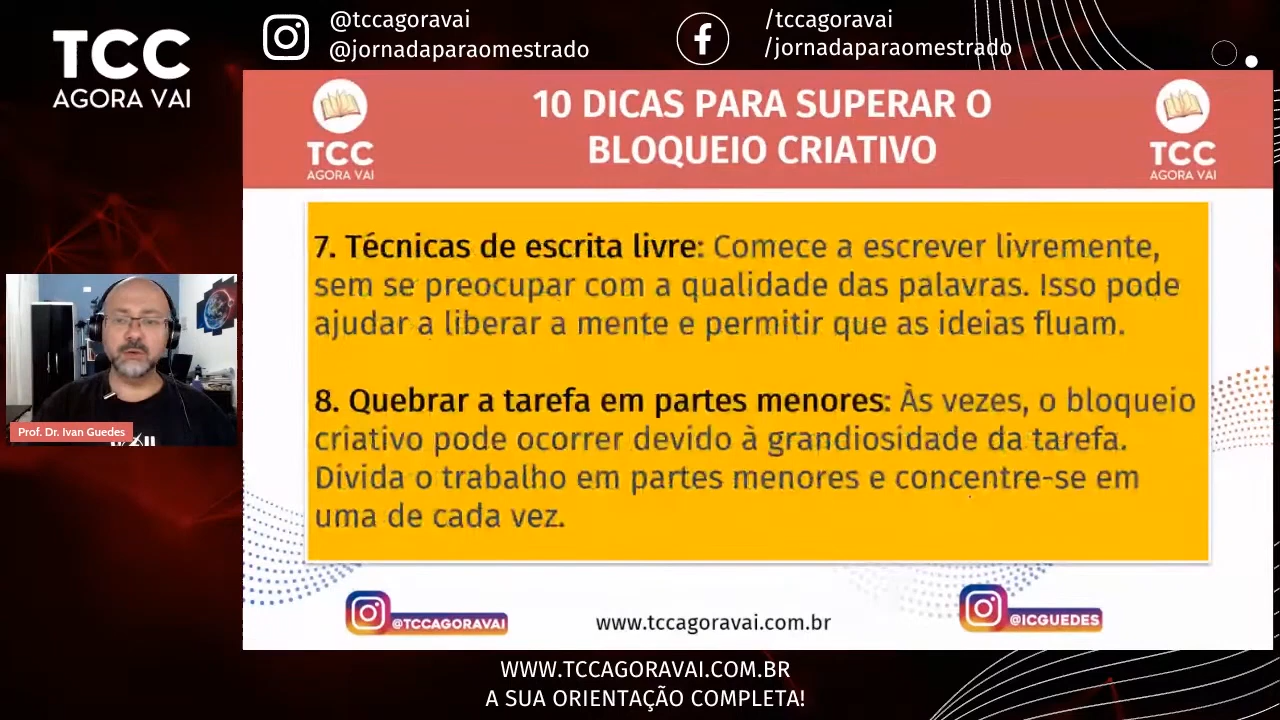 TCC
AGORA VAI
@tccagoravai
@jornadaparaomestrado
/tccagoravai
/jornadaparaomestrado
TCC
AGORA VAI
10 DICAS PARA SUPERAR O
BLOQUEIO CRIATIVO
TCC
AGORA VAI
7. Técnicas de escrita livre: Comece a escrever livremente,
sem se preocupar com a qualidade das palavras. Isso pode
ajudar a liberar a mente e permitir que as ideias fluam.
8. Quebrar a tarefa em partes menores: Às vezes, o bloqueio
criativo pode ocorrer devido à grandiosidade da tarefa.
Divida o trabalho em partes menores e concentre-se em
uma de cada vez.
Prof. Dr. Ivan Guedes
@TCCAGORAVAI
www.tccagoravai.com.br
@ICGUEDES
WWW.TCCAGORAVAI.COM.BR
A SUA ORIENTAÇÃO COMPLETA!